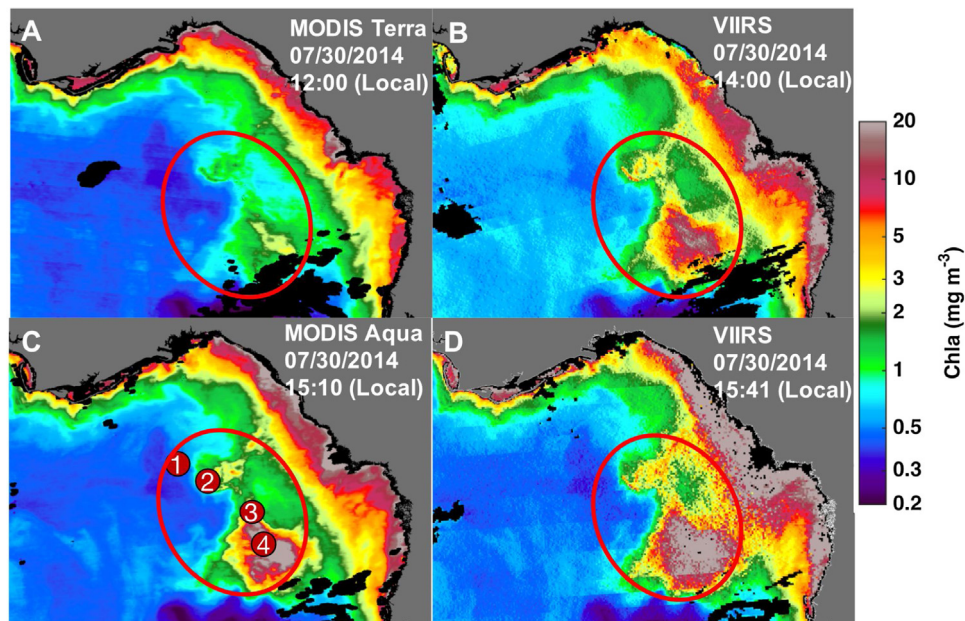 A
MODIS Terra
07/30/2014
12:00 (Local)
B
VIIRS
07/30/2014
14:00 (Local)
C
MODIS Aqua
07/30/2014
15:10 (Local)
1
2
3
4
D
VIIRS
07/30/2014
15:41 (Local)
20
10
5
3
2
1
0.5
0.3
0.2
Chla (mg m⁻³)